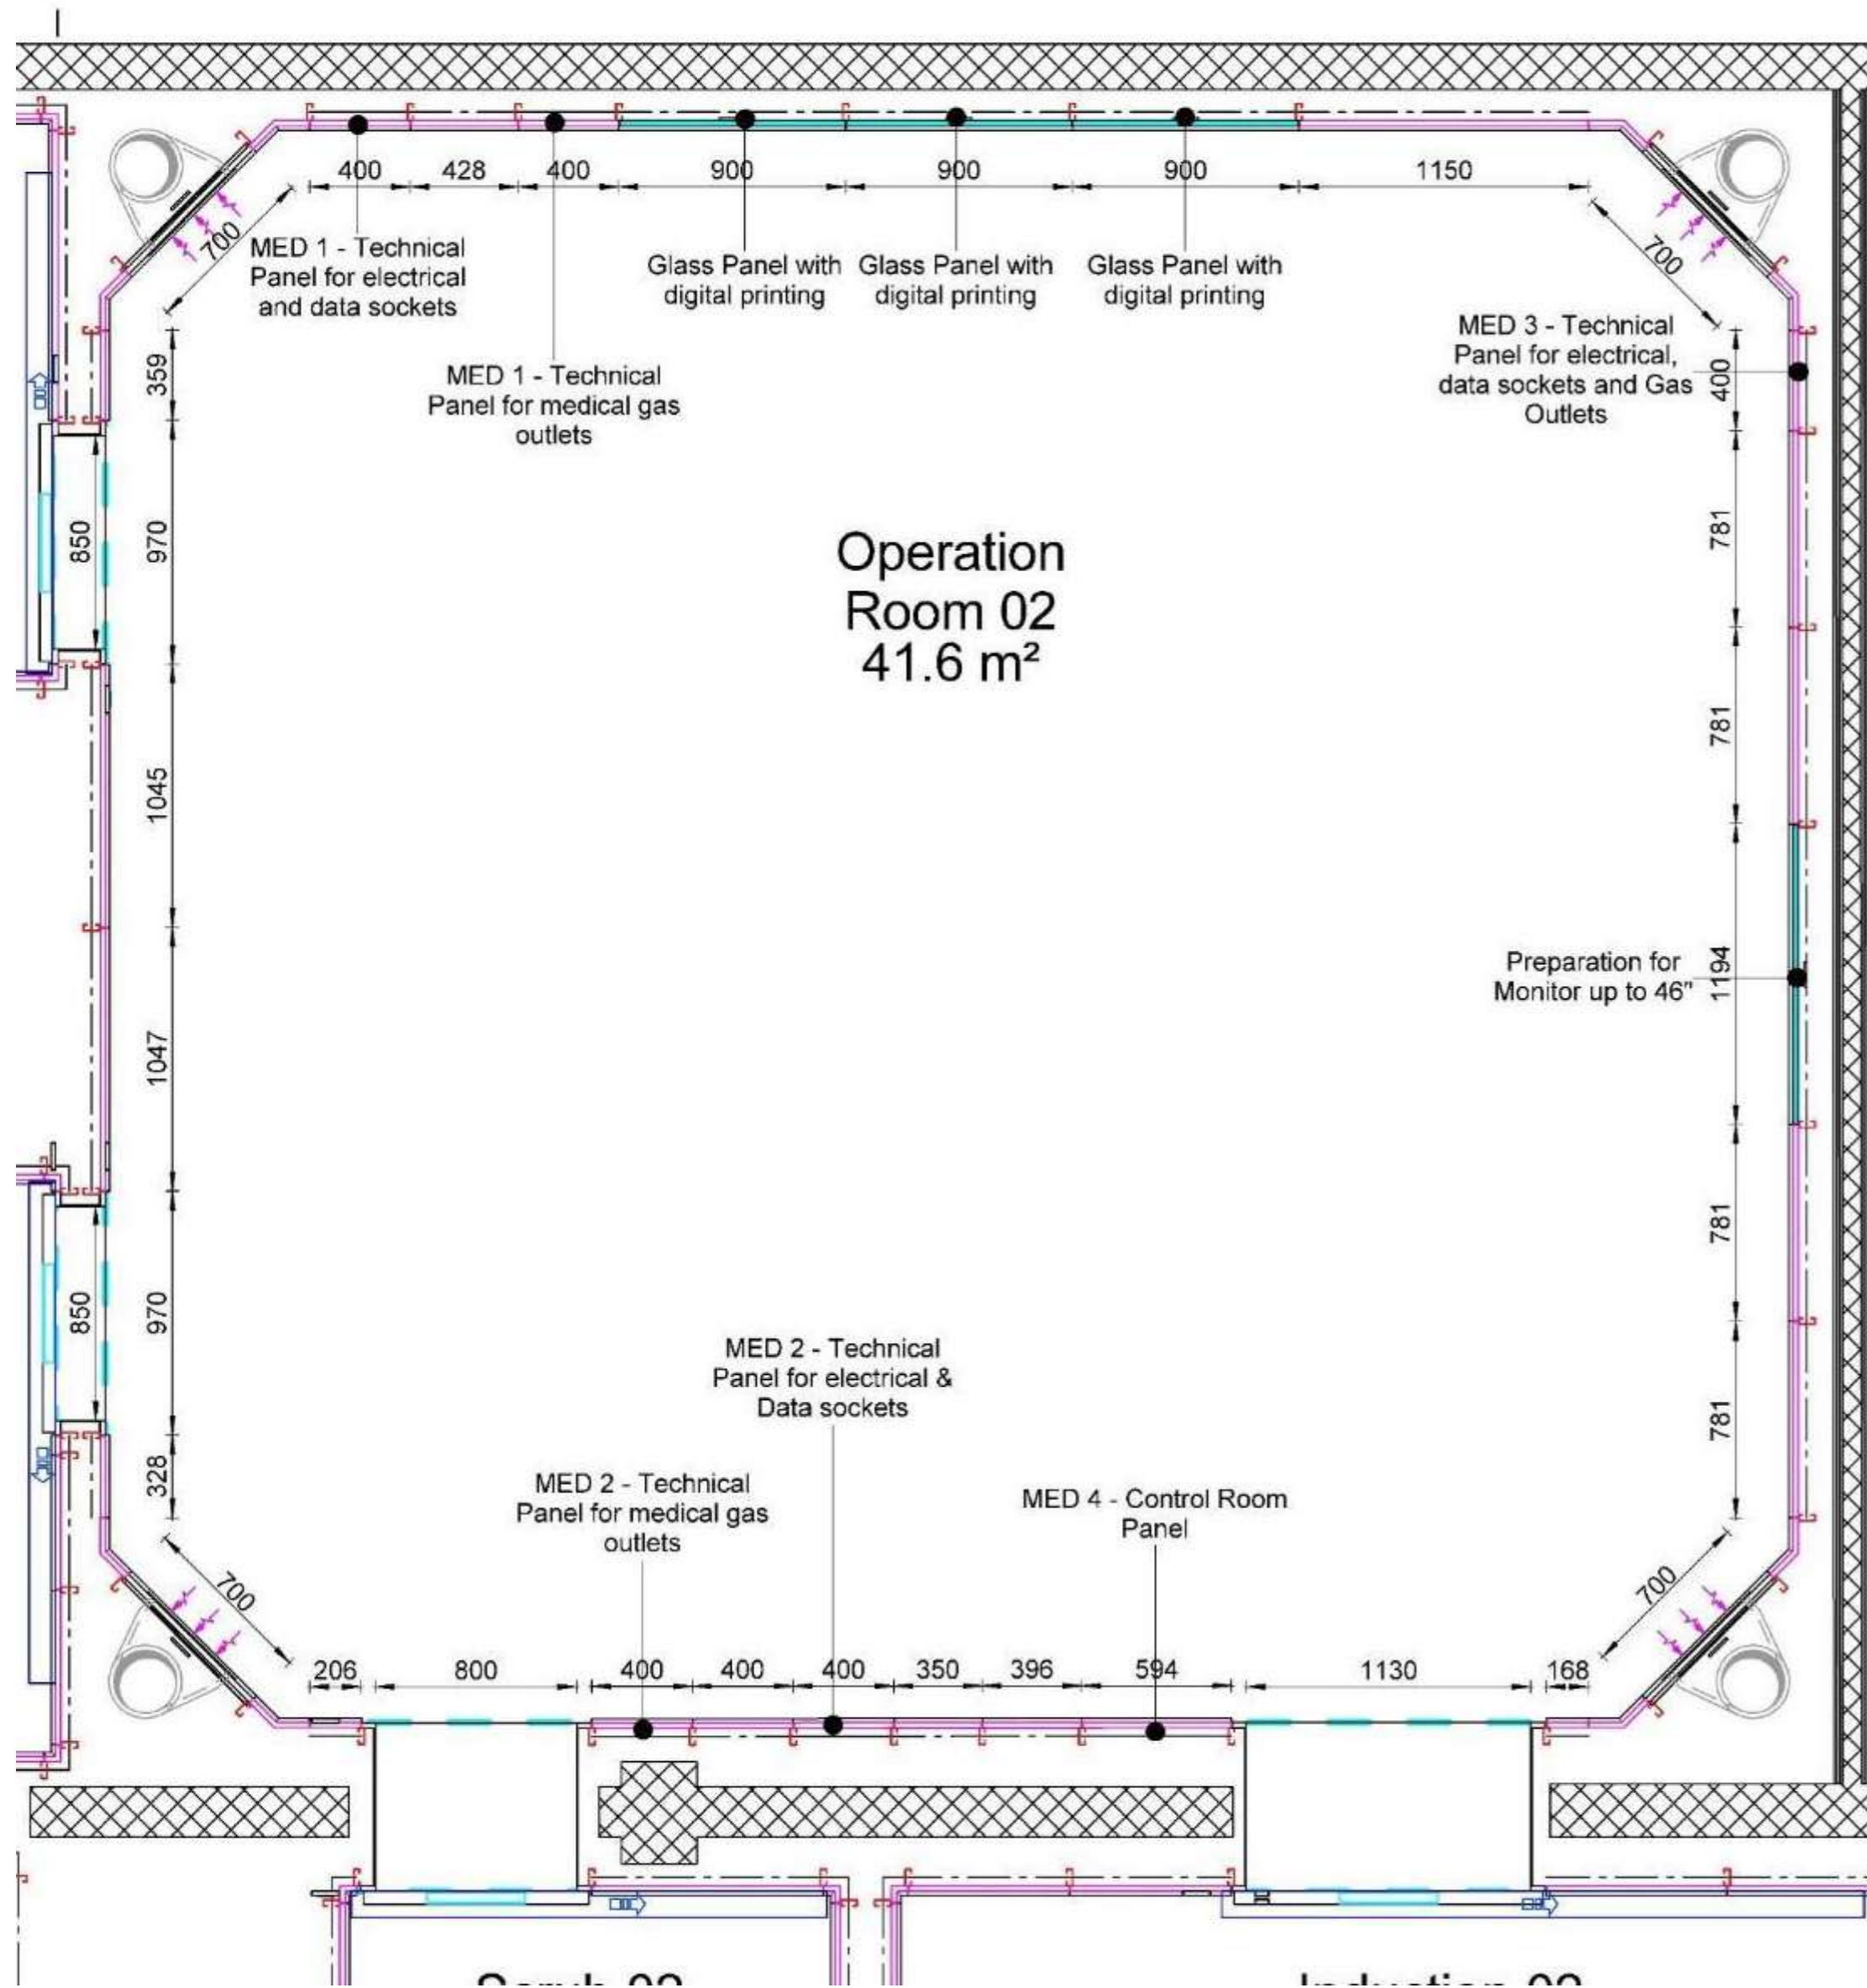 400
428
400
900
900
900
1150
700
700
MED 1 - Technical
Panel for electrical
and data sockets
Glass Panel with
digital printing
Glass Panel with
digital printing
Glass Panel with
digital printing
MED 1 - Technical
Panel for medical gas
outlets
MED 3 - Technical
Panel for electrical,
data sockets and Gas
Outlets
359
400
850
970
781
Operation
Room 02
41.6 m²
781
1045
Preparation for
Monitor up to 46"
1194
1047
781
850
970
781
MED 2 - Technical
Panel for electrical &
Data sockets
MED 2 - Technical
Panel for medical gas
outlets
MED 4 - Control Room
Panel
328
700
700
206
800
400
400
400
350
396
594
1130
168